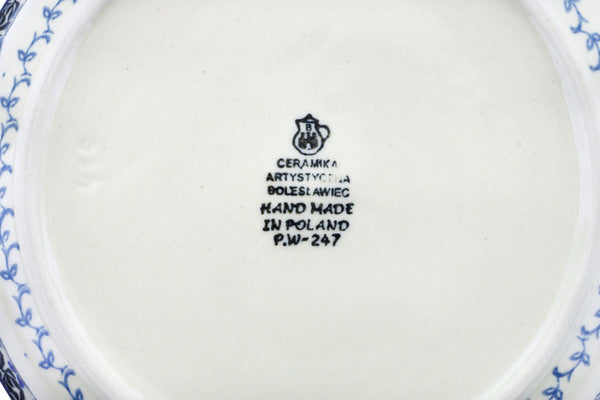 B
CERAMIKA
ARTYSTYCZNA
BOLESŁAWIEC
HAND MADE
IN POLAND
P.W-247